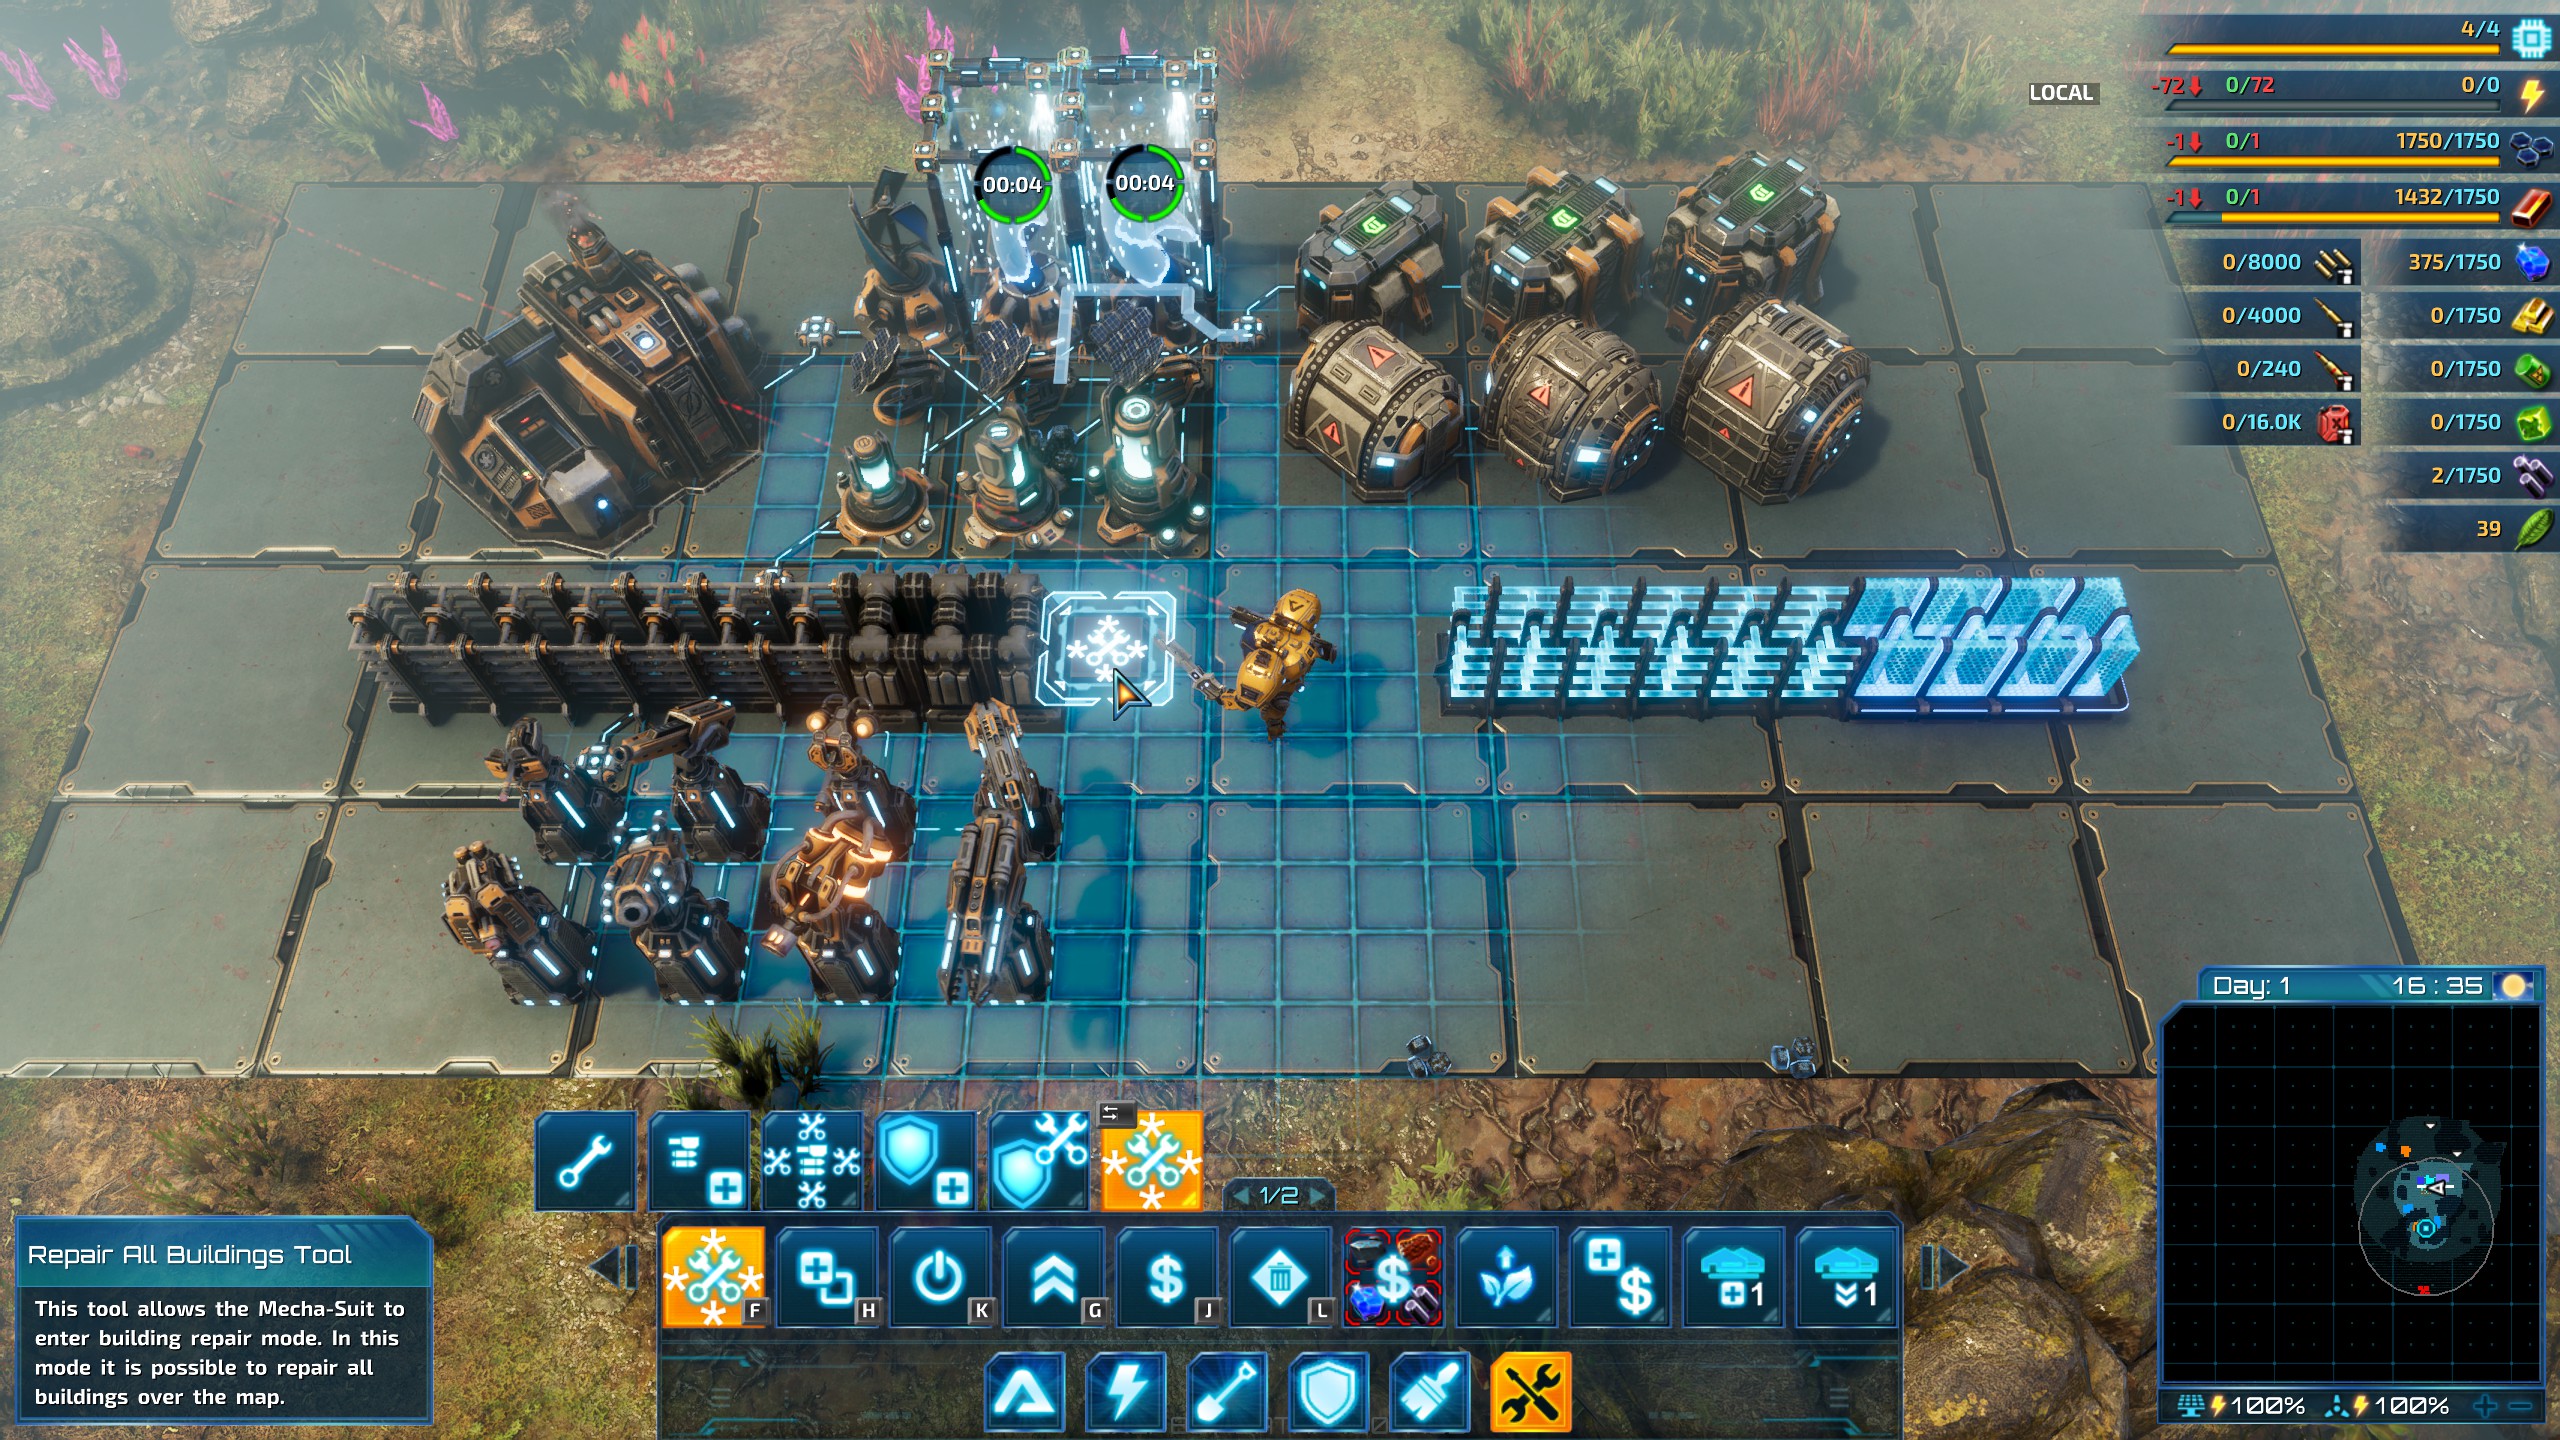 4/4
LOCAL
-72 0/72 0/0
-1 0/1 1750/1750
-1 0/1 1432/1750
0/8000 375/1750
0/4000 0/1750
0/240 0/1750
0/16.0K 0/1750
2/1750
39
00:04 00:04
Day: 1 16:35
1/2
Repair All Buildings Tool
This tool allows the Mecha-Suit to
enter building repair mode. In this
mode it is possible to repair all
buildings over the map.
F H K G J L 1 1
100% 100%